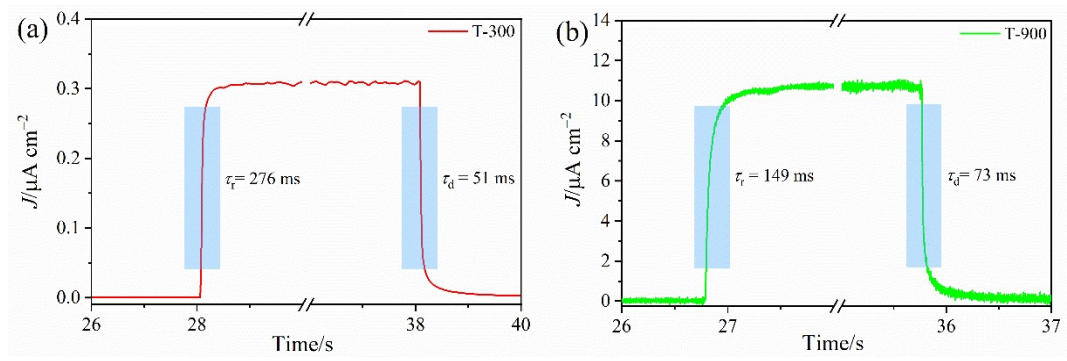 (a)
T-300
0.4
0.3
0.2
0.1
0.0
J/μA cm⁻²
τr= 276 ms
τd= 51 ms
26
28
38
40
Time/s
(b)
T-900
14
12
10
8
6
4
2
0
J/μA cm⁻²
τr= 149 ms
τd= 73 ms
26
27
36
37
Time/s